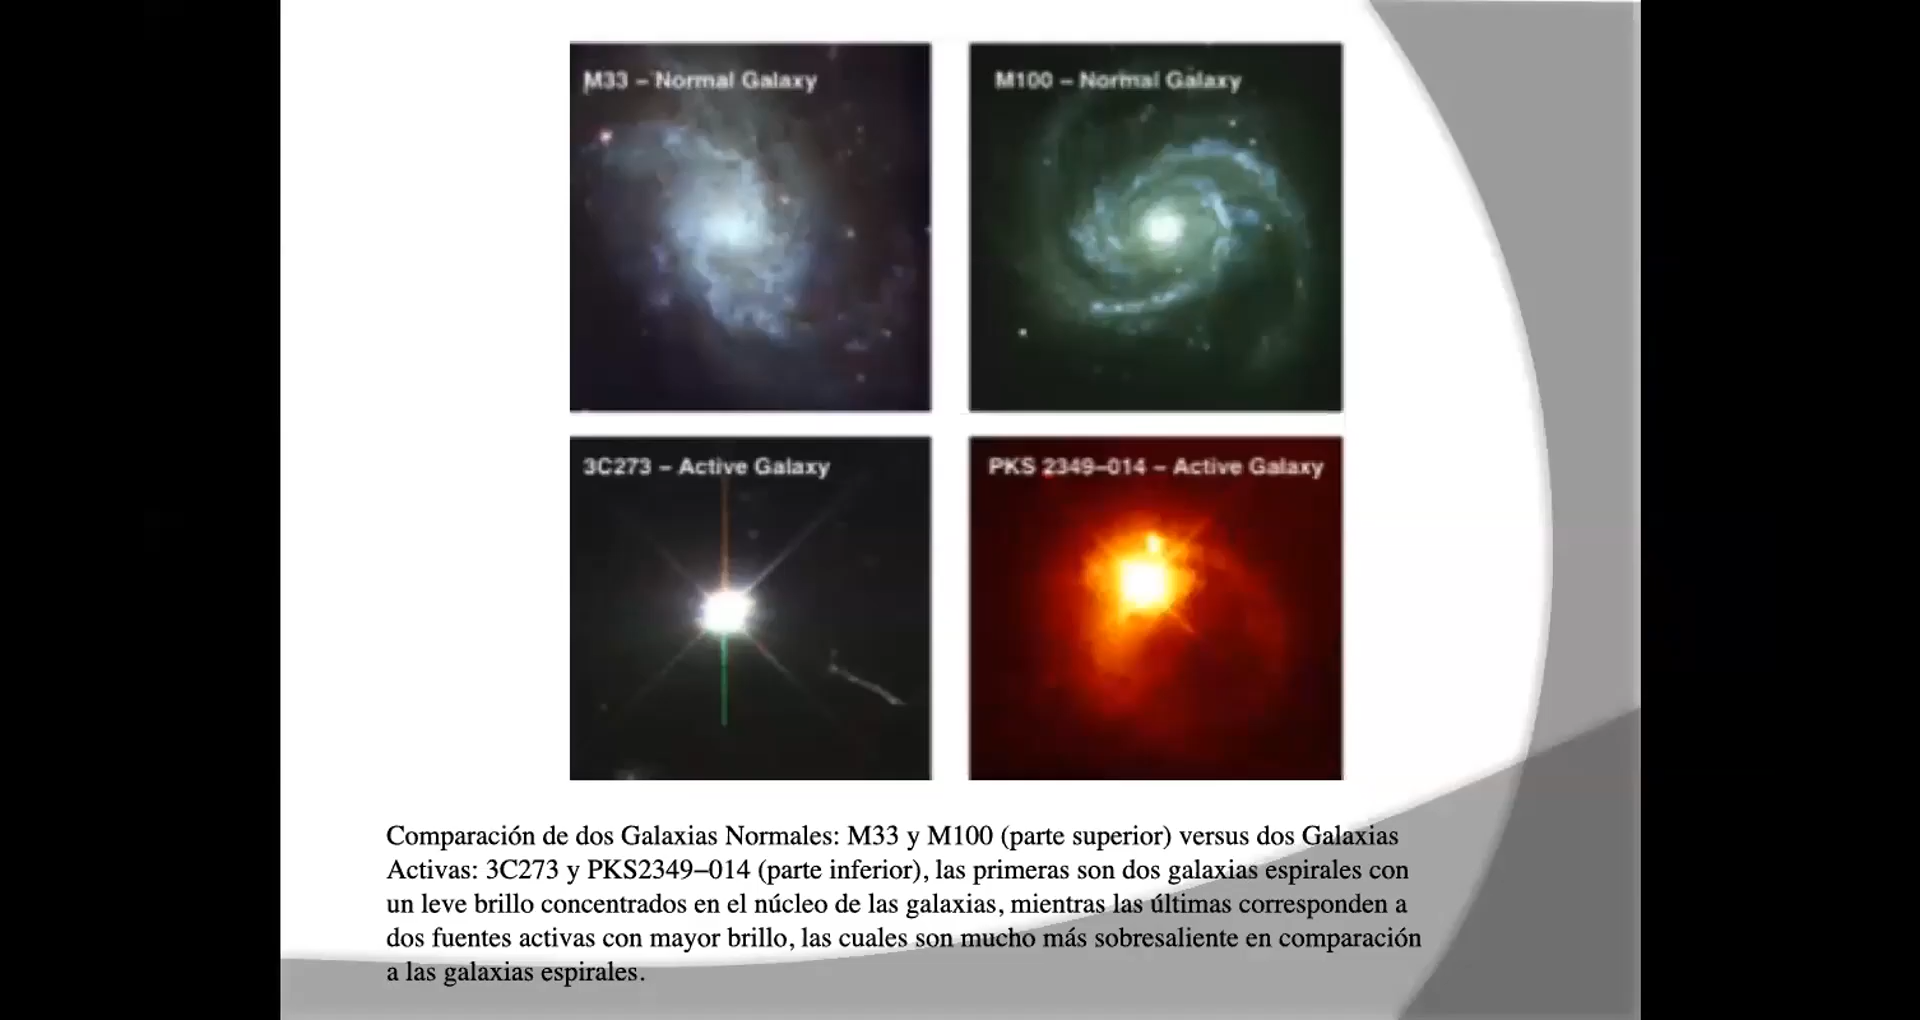 M33 – Normal Galaxy
M100 – Normal Galaxy
3C273 – Active Galaxy
PKS 2349–014 – Active Galaxy
Comparación de dos Galaxias Normales: M33 y M100 (parte superior) versus dos Galaxias
Activas: 3C273 y PKS2349–014 (parte inferior), las primeras son dos galaxias espirales con
un leve brillo concentrados en el núcleo de las galaxias, mientras las últimas corresponden a
dos fuentes activas con mayor brillo, las cuales son mucho más sobresaliente en comparación
a las galaxias espirales.